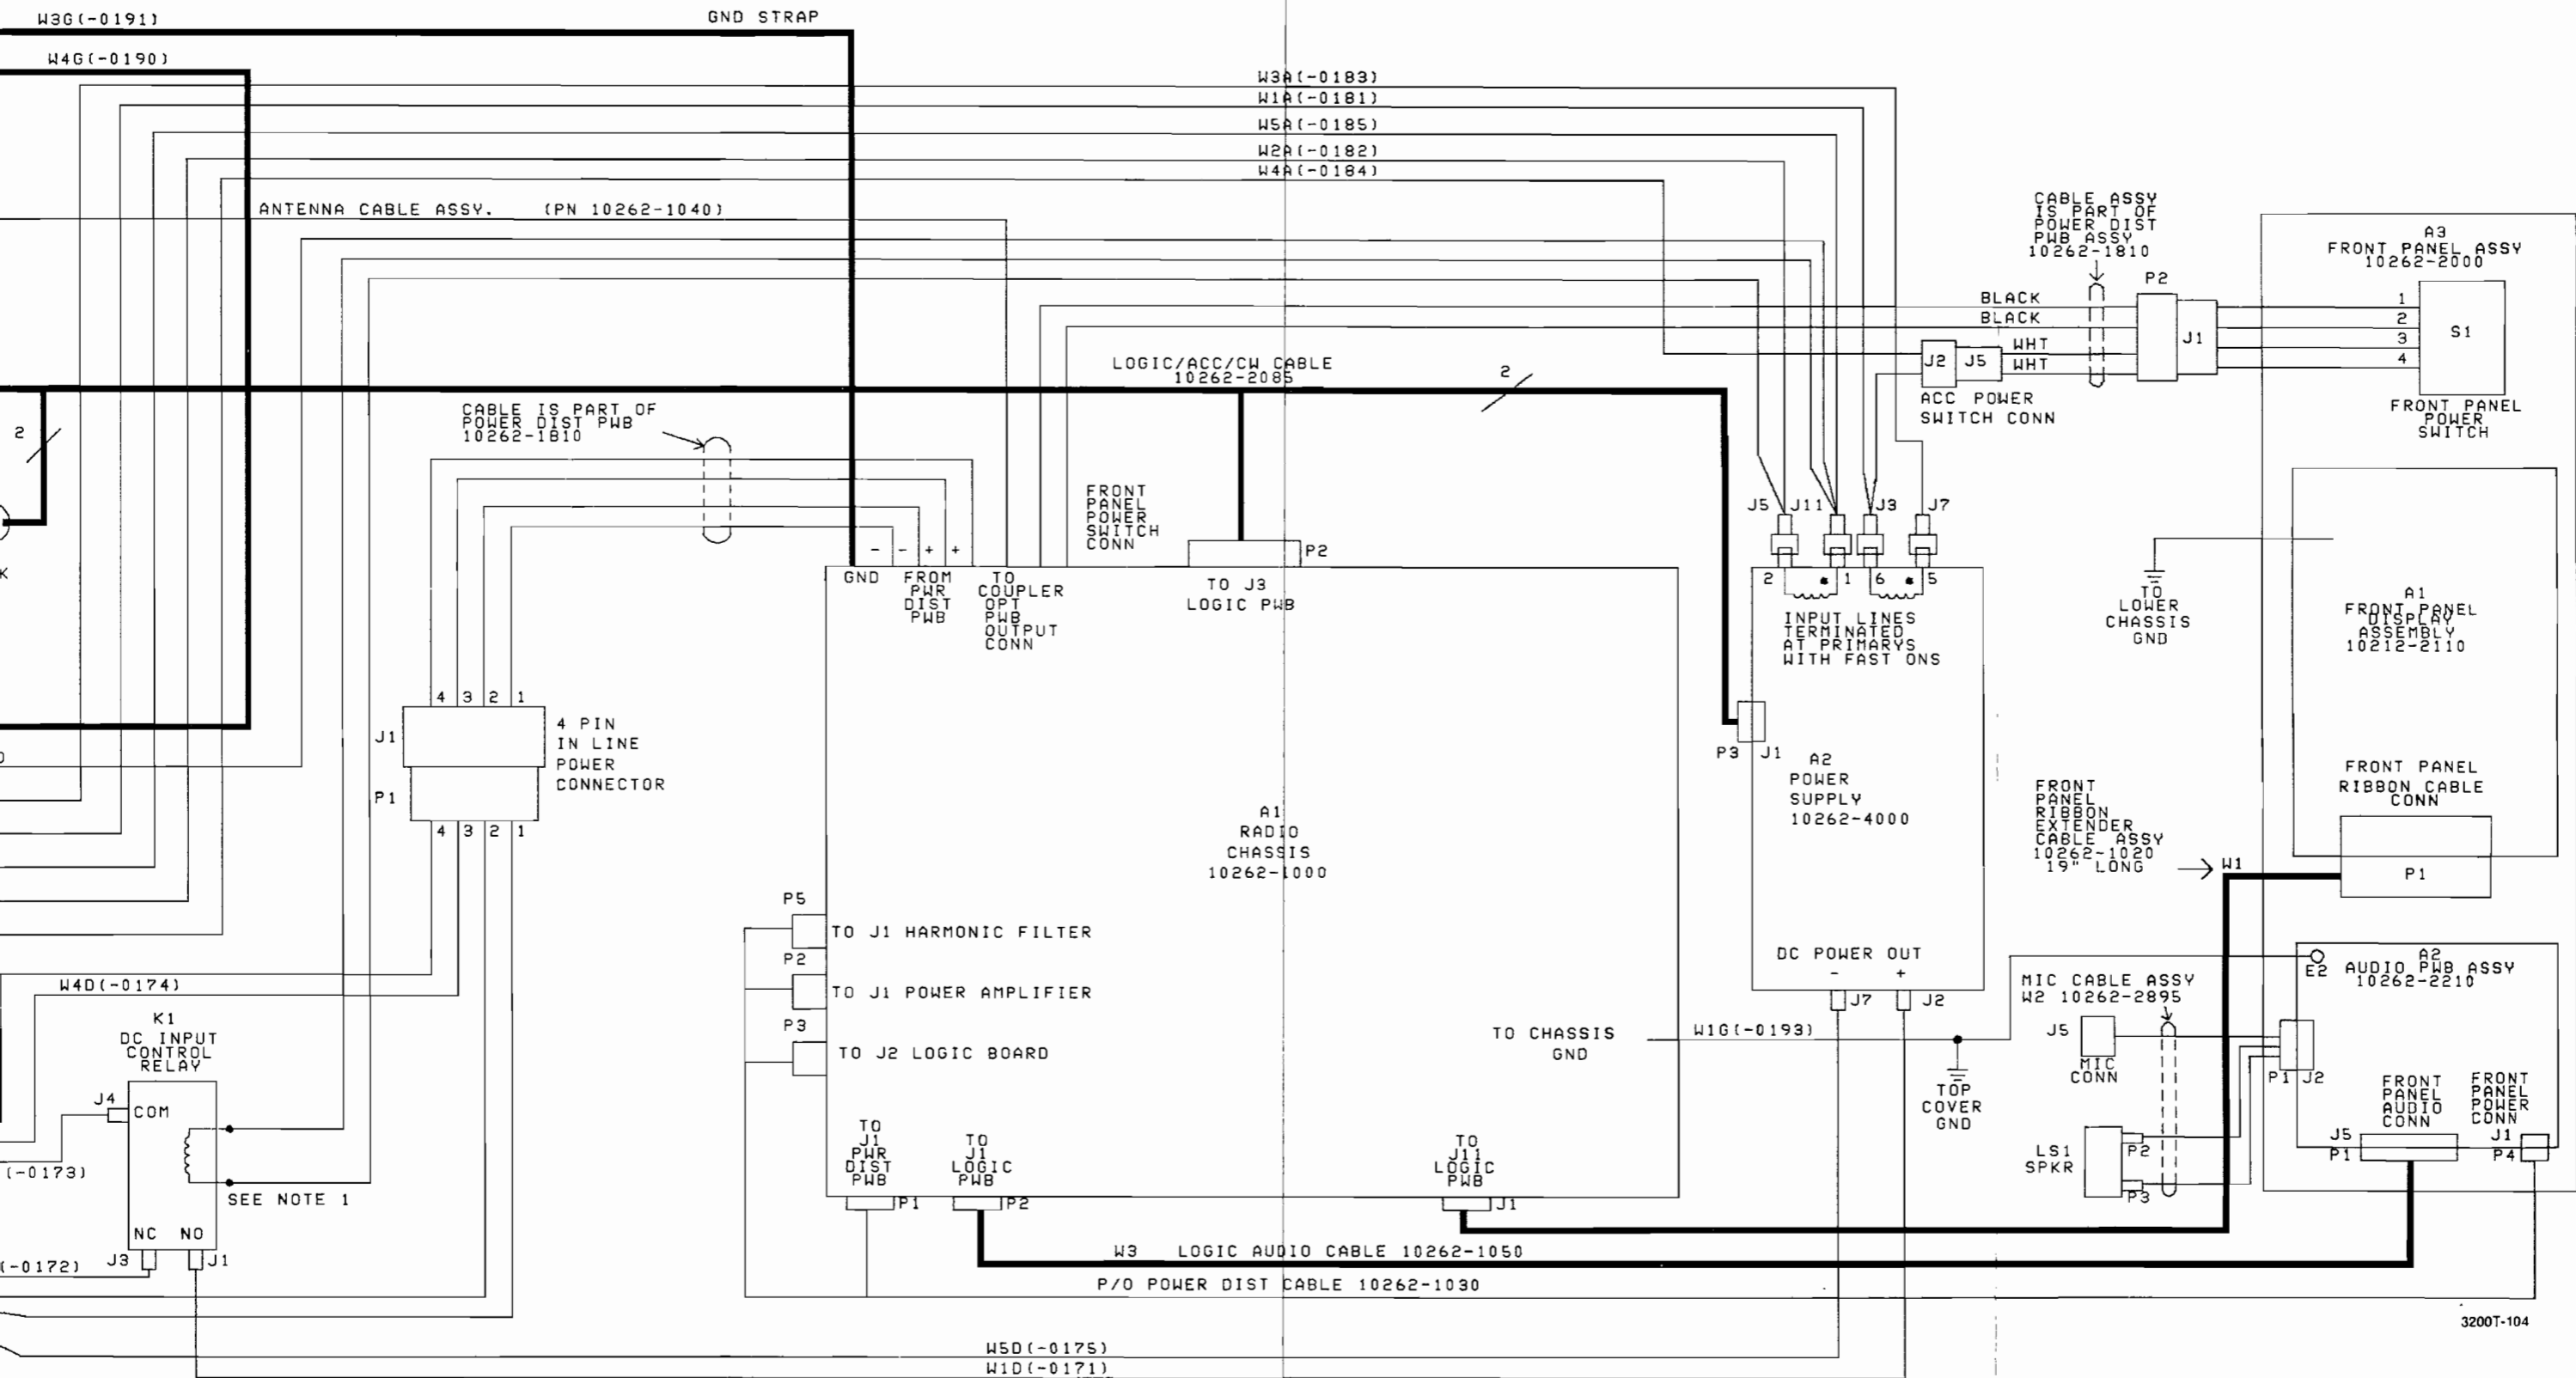 W3G(-0191)
GND STRAP
W4G(-0190)
W3A(-0183)
W1A(-0181)
W5A(-0185)
W2A(-0182)
W4A(-0184)
ANTENNA CABLE ASSY. (PN 10262-1040)
CABLE ASSY
IS PART OF
POWER DIST
PWB ASSY
10262-1810
A3
FRONT PANEL ASSY
10262-2000
P2
J1
BLACK
BLACK
WHT
WHT
1
2
3
4
S1
FRONT PANEL
POWER
SWITCH
J2
J5
ACC POWER
SWITCH CONN
LOGIC/ACC/CW CABLE
10262-2085
2
2
K
CABLE IS PART OF
POWER DIST PWB
10262-1810
FRONT
PANEL
POWER
SWITCH
CONN
- - + +
GND
FROM
PWR
DIST
PWB
TO
COUPLER
OPT
PWB
OUTPUT
CONN
P2
TO J3
LOGIC PWB
J5 J11 J3 J7
2 1 6 5
INPUT LINES
TERMINATED
AT PRIMARYS
WITH FAST ONS
TO
LOWER
CHASSIS
GND
A1
FRONT PANEL
DISPLAY
ASSEMBLY
10212-2110
4 3 2 1
J1
P1
4 PIN
IN LINE
POWER
CONNECTOR
4 3 2 1
P3 J1
A2
POWER
SUPPLY
10262-4000
FRONT PANEL
RIBBON CABLE
CONN
P1
FRONT
PANEL
RIBBON
EXTENDER
CABLE ASSY
10262-1020
19" LONG
W1
A1
RADIO
CHASSIS
10262-1000
P5
TO J1 HARMONIC FILTER
P2
TO J1 POWER AMPLIFIER
P3
TO J2 LOGIC BOARD
DC POWER OUT
- +
J7 J2
TO CHASSIS
GND
W1G(-0193)
TOP
COVER
GND
MIC CABLE ASSY
W2 10262-2895
J5
MIC
CONN
LS1
SPKR
P2
P3
E2
A2
AUDIO PWB ASSY
10262-2210
P1 J2
FRONT
PANEL
AUDIO
CONN
FRONT
PANEL
POWER
CONN
J5
P1
J1
P4
W4D(-0174)
K1
DC INPUT
CONTROL
RELAY
J4
COM
(-0173)
SEE NOTE 1
NC NO
J3 J1
(-0172)
TO
J1
PWR
DIST
PWB
P1
TO
J1
LOGIC
PWB
P2
TO
J11
LOGIC
PWB
J1
W3 LOGIC AUDIO CABLE 10262-1050
P/O POWER DIST CABLE 10262-1030
3200T-104
W5D(-0175)
W1D(-0171)